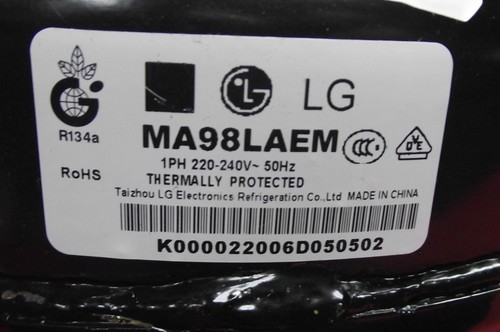 LG
R134a
MA98LAEM
1PH 220-240V~ 50Hz
RoHS
THERMALLY PROTECTED
Taizhou LG Electronics Refrigeration Co.,Ltd MADE IN CHINA
K000022006D050502